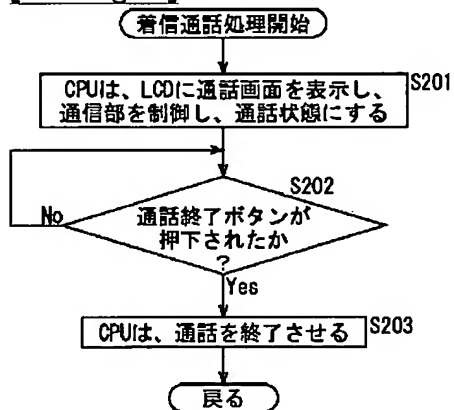 着信通話処理開始
CPUは、LCDに通話画面を表示し、
通信部を制御し、通話状態にする
S201
S202
No
通話終了ボタンが
押下されたか
?
Yes
CPUは、通話を終了させる
S203
戻る